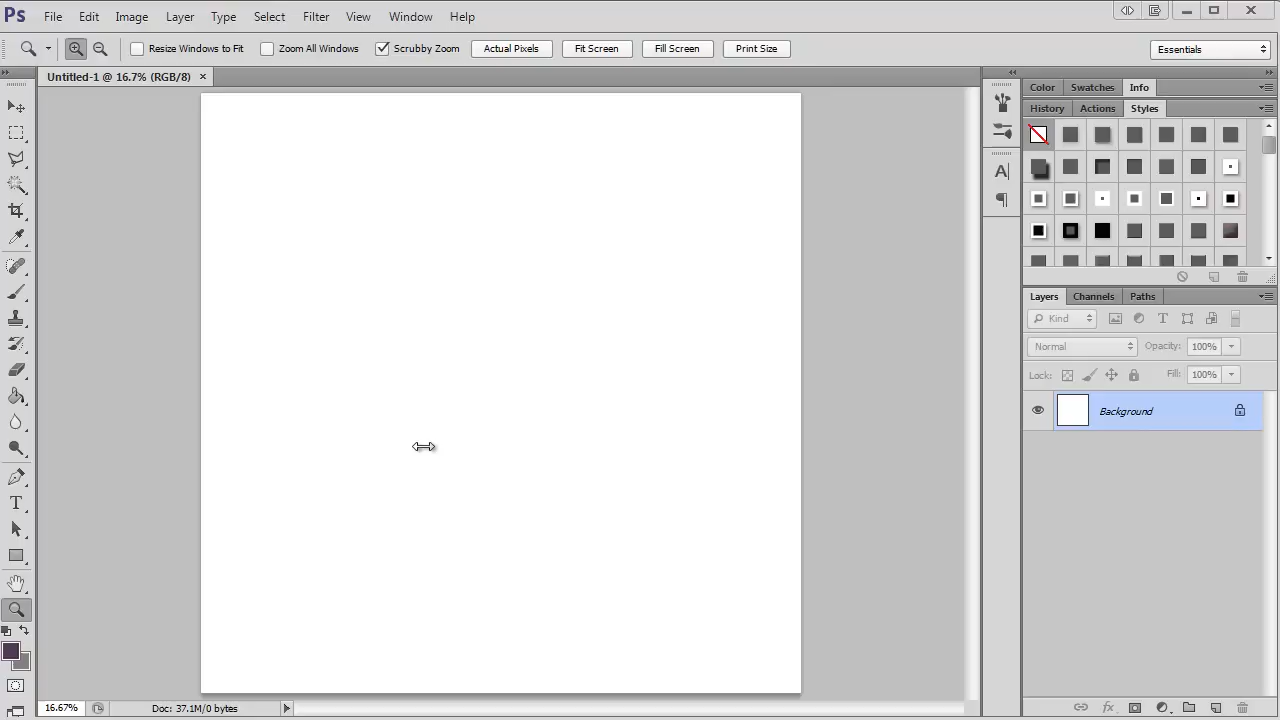 Ps File Edit Image Layer Type Select Filter View Window Help
Resize Windows to Fit Zoom All Windows Scrubby Zoom Actual Pixels Fit Screen Fill Screen Print Size Essentials
Untitled-1 @ 16.7% (RGB/8) ×
Color Swatches Info
History Actions Styles
Layers Channels Paths
Kind
Normal Opacity: 100%
Lock: Fill: 100%
Background
16.67% Doc: 37.1M/0 bytes